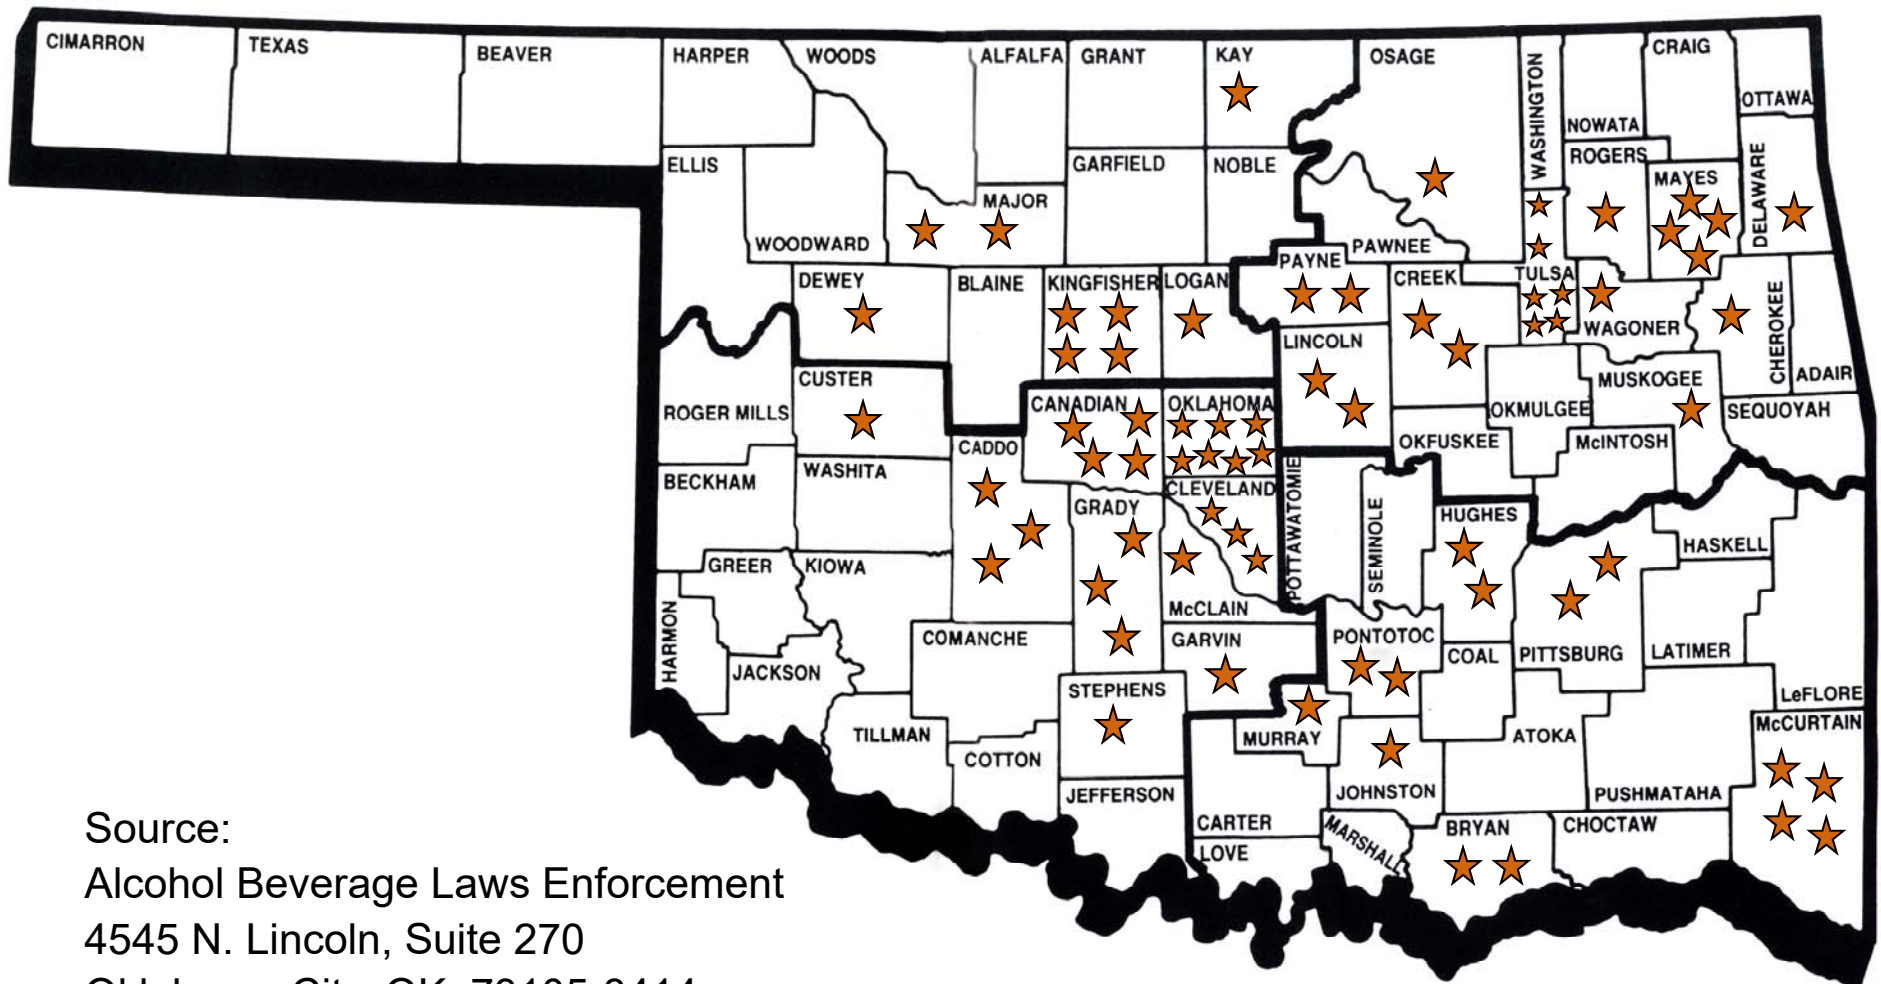 CIMARRON
TEXAS
BEAVER
HARPER
WOODS
ALFALFA
GRANT
KAY
OSAGE
WASHINGTON
NOWATA
CRAIG
OTTAWA
ELLIS
WOODWARD
MAJOR
GARFIELD
NOBLE
PAWNEE
ROGERS
MAYES
DELAWARE
DEWEY
BLAINE
KINGFISHER
LOGAN
PAYNE
CREEK
TULSA
WAGONER
CHEROKEE
ADAIR
ROGER MILLS
CUSTER
CANADIAN
OKLAHOMA
LINCOLN
OKMULGEE
MUSKOGEE
SEQUOYAH
BECKHAM
WASHITA
CADDO
GRADY
CLEVELAND
POTTAWATOMIE
SEMINOLE
OKFUSKEE
McINTOSH
HUGHES
HASKELL
GREER
KIOWA
HARMON
JACKSON
COMANCHE
McCLAIN
GARVIN
PONTOTOC
COAL
PITTSBURG
LATIMER
LeFLORE
STEPHENS
TILLMAN
COTTON
MURRAY
JOHNSTON
ATOKA
PUSHMATAHA
McCURTAIN
JEFFERSON
CARTER
LOVE
MARSHALL
BRYAN
CHOCTAW
Source:
Alcohol Beverage Laws Enforcement
4545 N. Lincoln, Suite 270